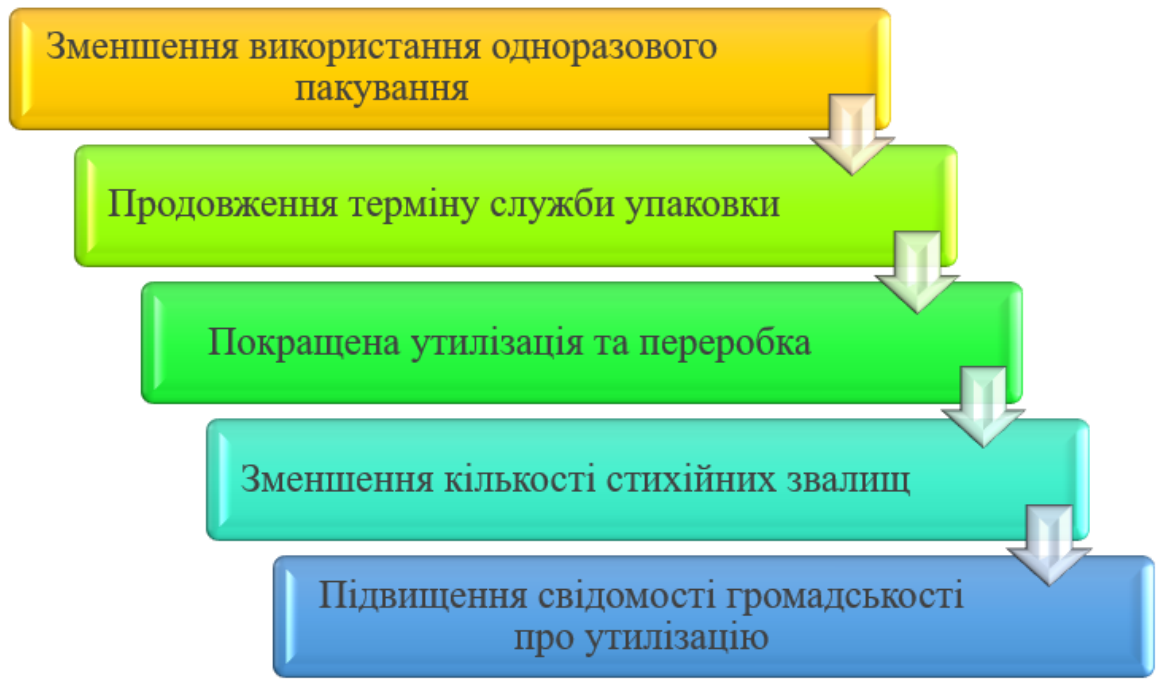 Зменшення використання одноразового
пакування
Продовження терміну служби упаковки
Покращена утилізація та переробка
Зменшення кількості стихійних звалищ
Підвищення свідомості громадськості
про утилізацію